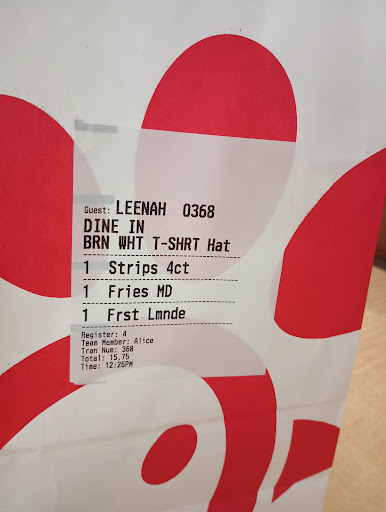 Guest: LEENAH 0368
DINE IN
BRN WHT T-SHRT Hat
1 Strips 4ct
1 Fries MD
1 Frst Lmnde
Register: 4
Team Member: Alice
Tran Num: 368
Total: 15.75
Time: 12:26PM